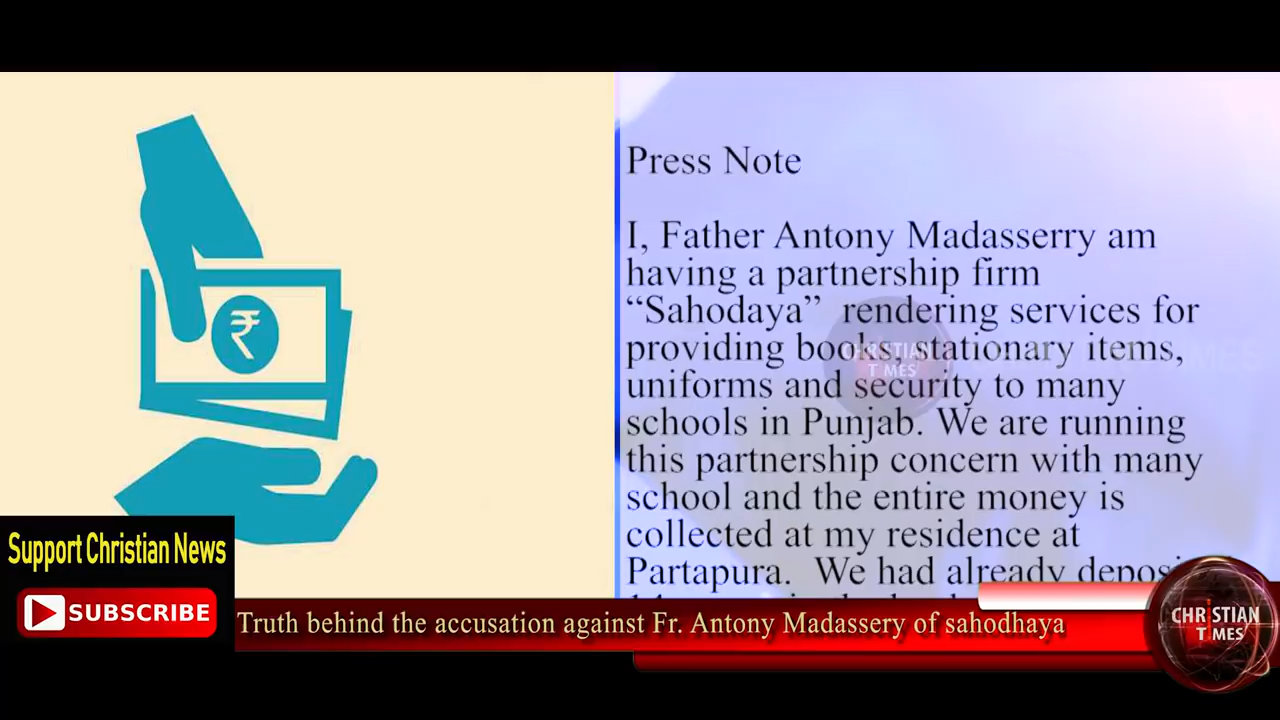 Press Note
I, Father Antony Madasserry am
having a partnership firm
“Sahodaya” rendering services for
providing books, stationary items,
uniforms and security to many
schools in Punjab. We are running
this partnership concern with many
school and the entire money is
collected at my residence at
Partapura. We had already
₹
CHRISTIAN
TIMES
Support Christian News
SUBSCRIBE
Truth behind the accusation against Fr. Antony Madassery of sahodhaya
CHRiSTIAN
TiMES